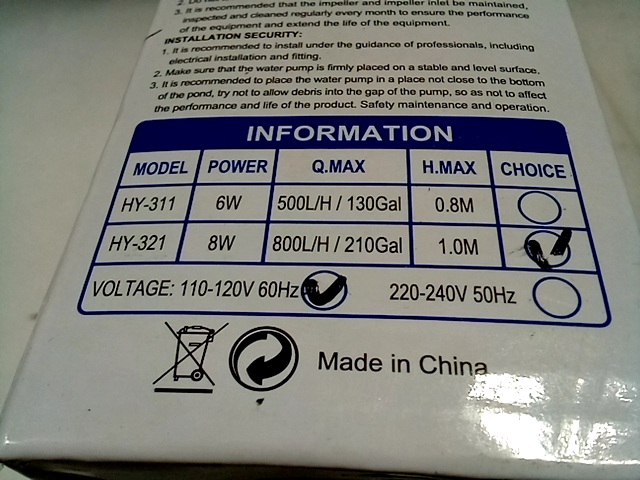 3. It is recommended that the impeller and impeller inlet be maintained,
inspected and cleaned regularly every month to ensure the performance
of the equipment and extend the life of the equipment.
INSTALLATION SECURITY:
1. It is recommended to install under the guidance of professionals, including
electrical installation and fitting.
2. Make sure that the water pump is firmly placed on a stable and level surface.
3. It is recommended to place the water pump in a place not close to the bottom
of the pond, try not to allow debris into the gap of the pump, so as not to affect
the performance and life of the product. Safety maintenance and operation.
INFORMATION
MODEL POWER Q.MAX H.MAX CHOICE
HY-311 6W 500L/H / 130Gal 0.8M
HY-321 8W 800L/H / 210Gal 1.0M
VOLTAGE: 110-120V 60Hz 220-240V 50Hz
Made in China